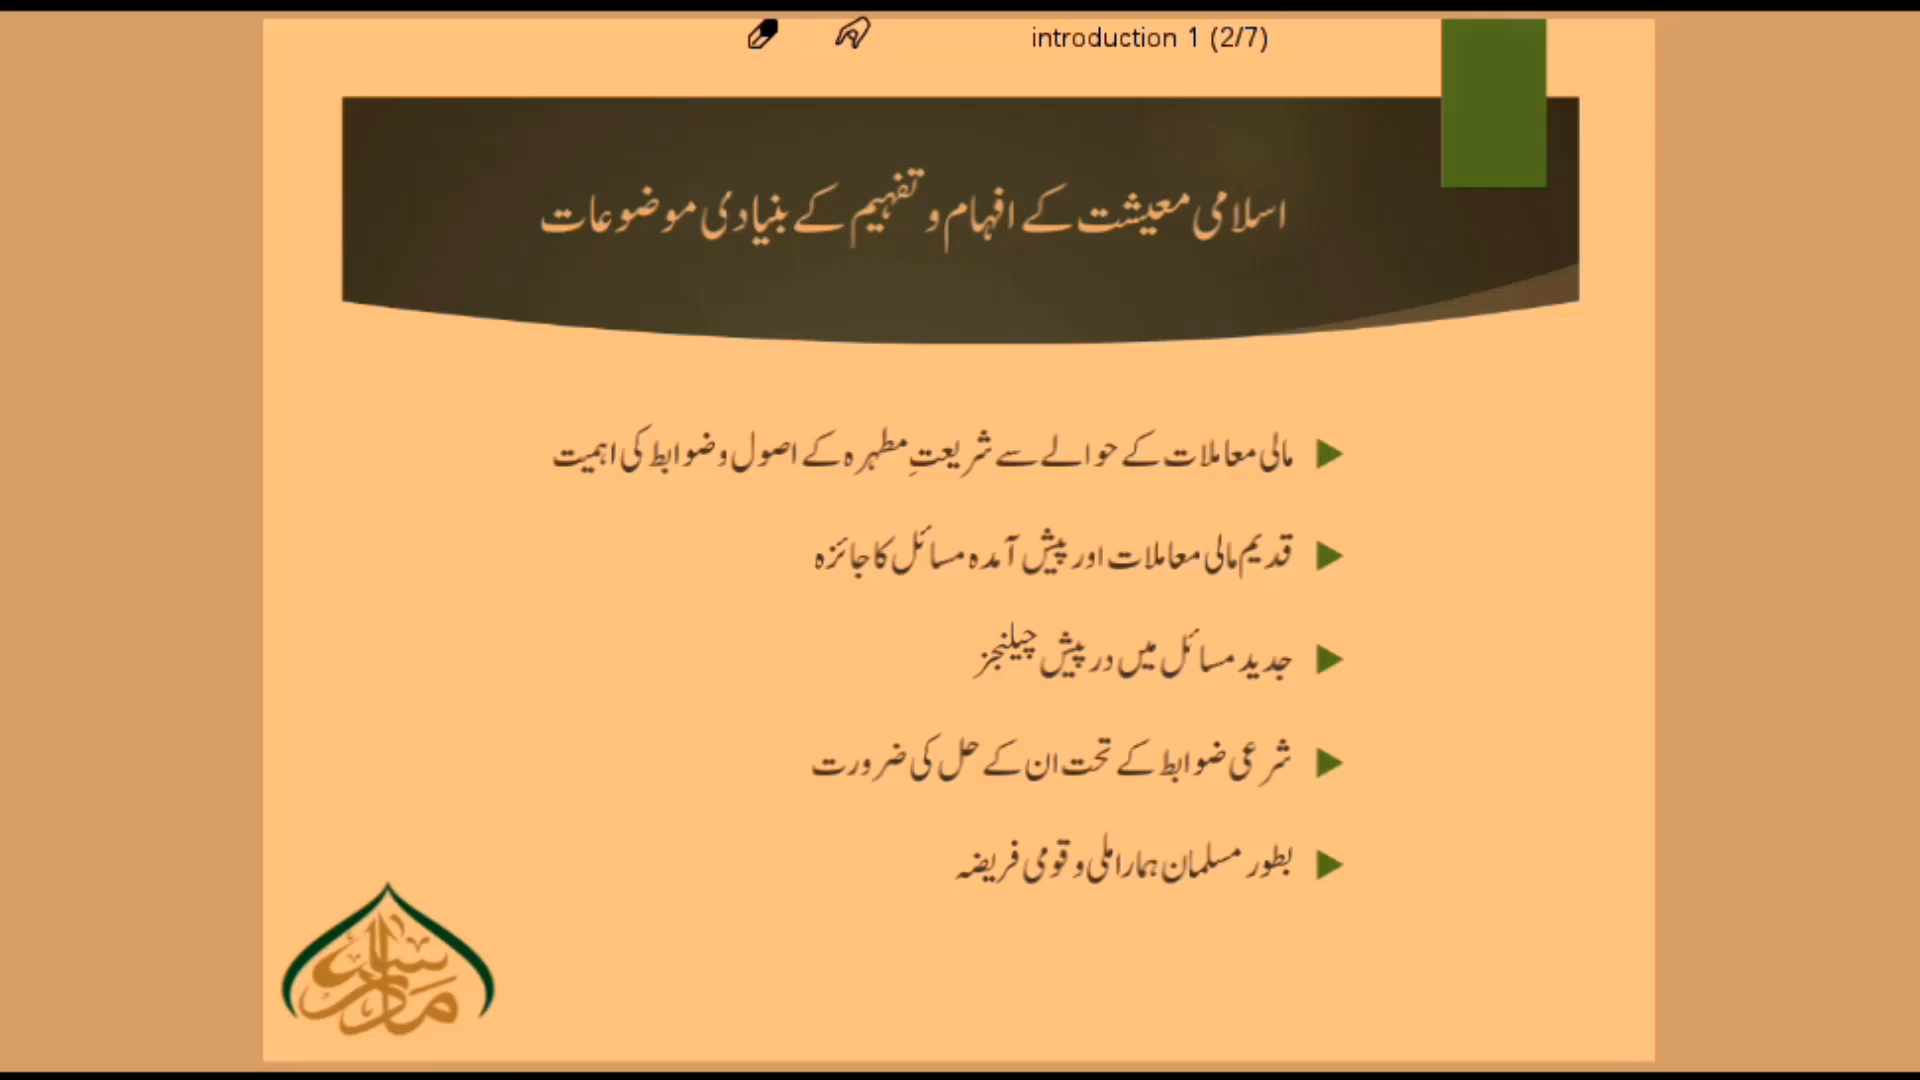 introduction 1 (2/7)
اسلامی معیشت کے افہام و تفہیم کے بنیادی موضوعات
مالی معاملات کے حوالے سے شریعتِ مطہرہ کے اصول و ضوابط کی اہمیت
قدیم مالی معاملات اور پیش آمدہ مسائل کا جائزہ
جدید مسائل میں درپیش چیلنجز
شرعی ضوابط کے تحت ان کے حل کی ضرورت
بطور مسلمان ہمارا ملی و قومی فریضہ